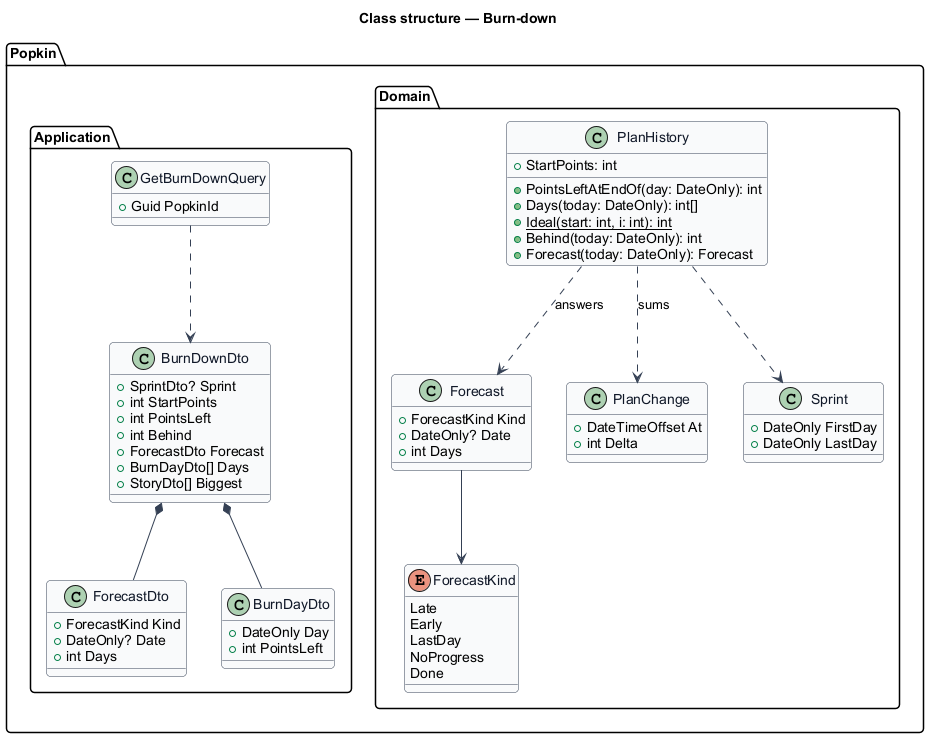 Class structure — Burn-down
Popkin
Application
C GetBurnDownQuery
Guid PopkinId
C BurnDownDto
SprintDto? Sprint
int StartPoints
int PointsLeft
int Behind
ForecastDto Forecast
BurnDayDto[] Days
StoryDto[] Biggest
C ForecastDto
ForecastKind Kind
DateOnly? Date
int Days
C BurnDayDto
DateOnly Day
int PointsLeft
Domain
C PlanHistory
StartPoints: int
PointsLeftAtEndOf(day: DateOnly): int
Days(today: DateOnly): int[]
Ideal(start: int, i: int): int
Behind(today: DateOnly): int
Forecast(today: DateOnly): Forecast
answers
sums
C Forecast
ForecastKind Kind
DateOnly? Date
int Days
C PlanChange
DateTimeOffset At
int Delta
C Sprint
DateOnly FirstDay
DateOnly LastDay
E ForecastKind
Late
Early
LastDay
NoProgress
Done